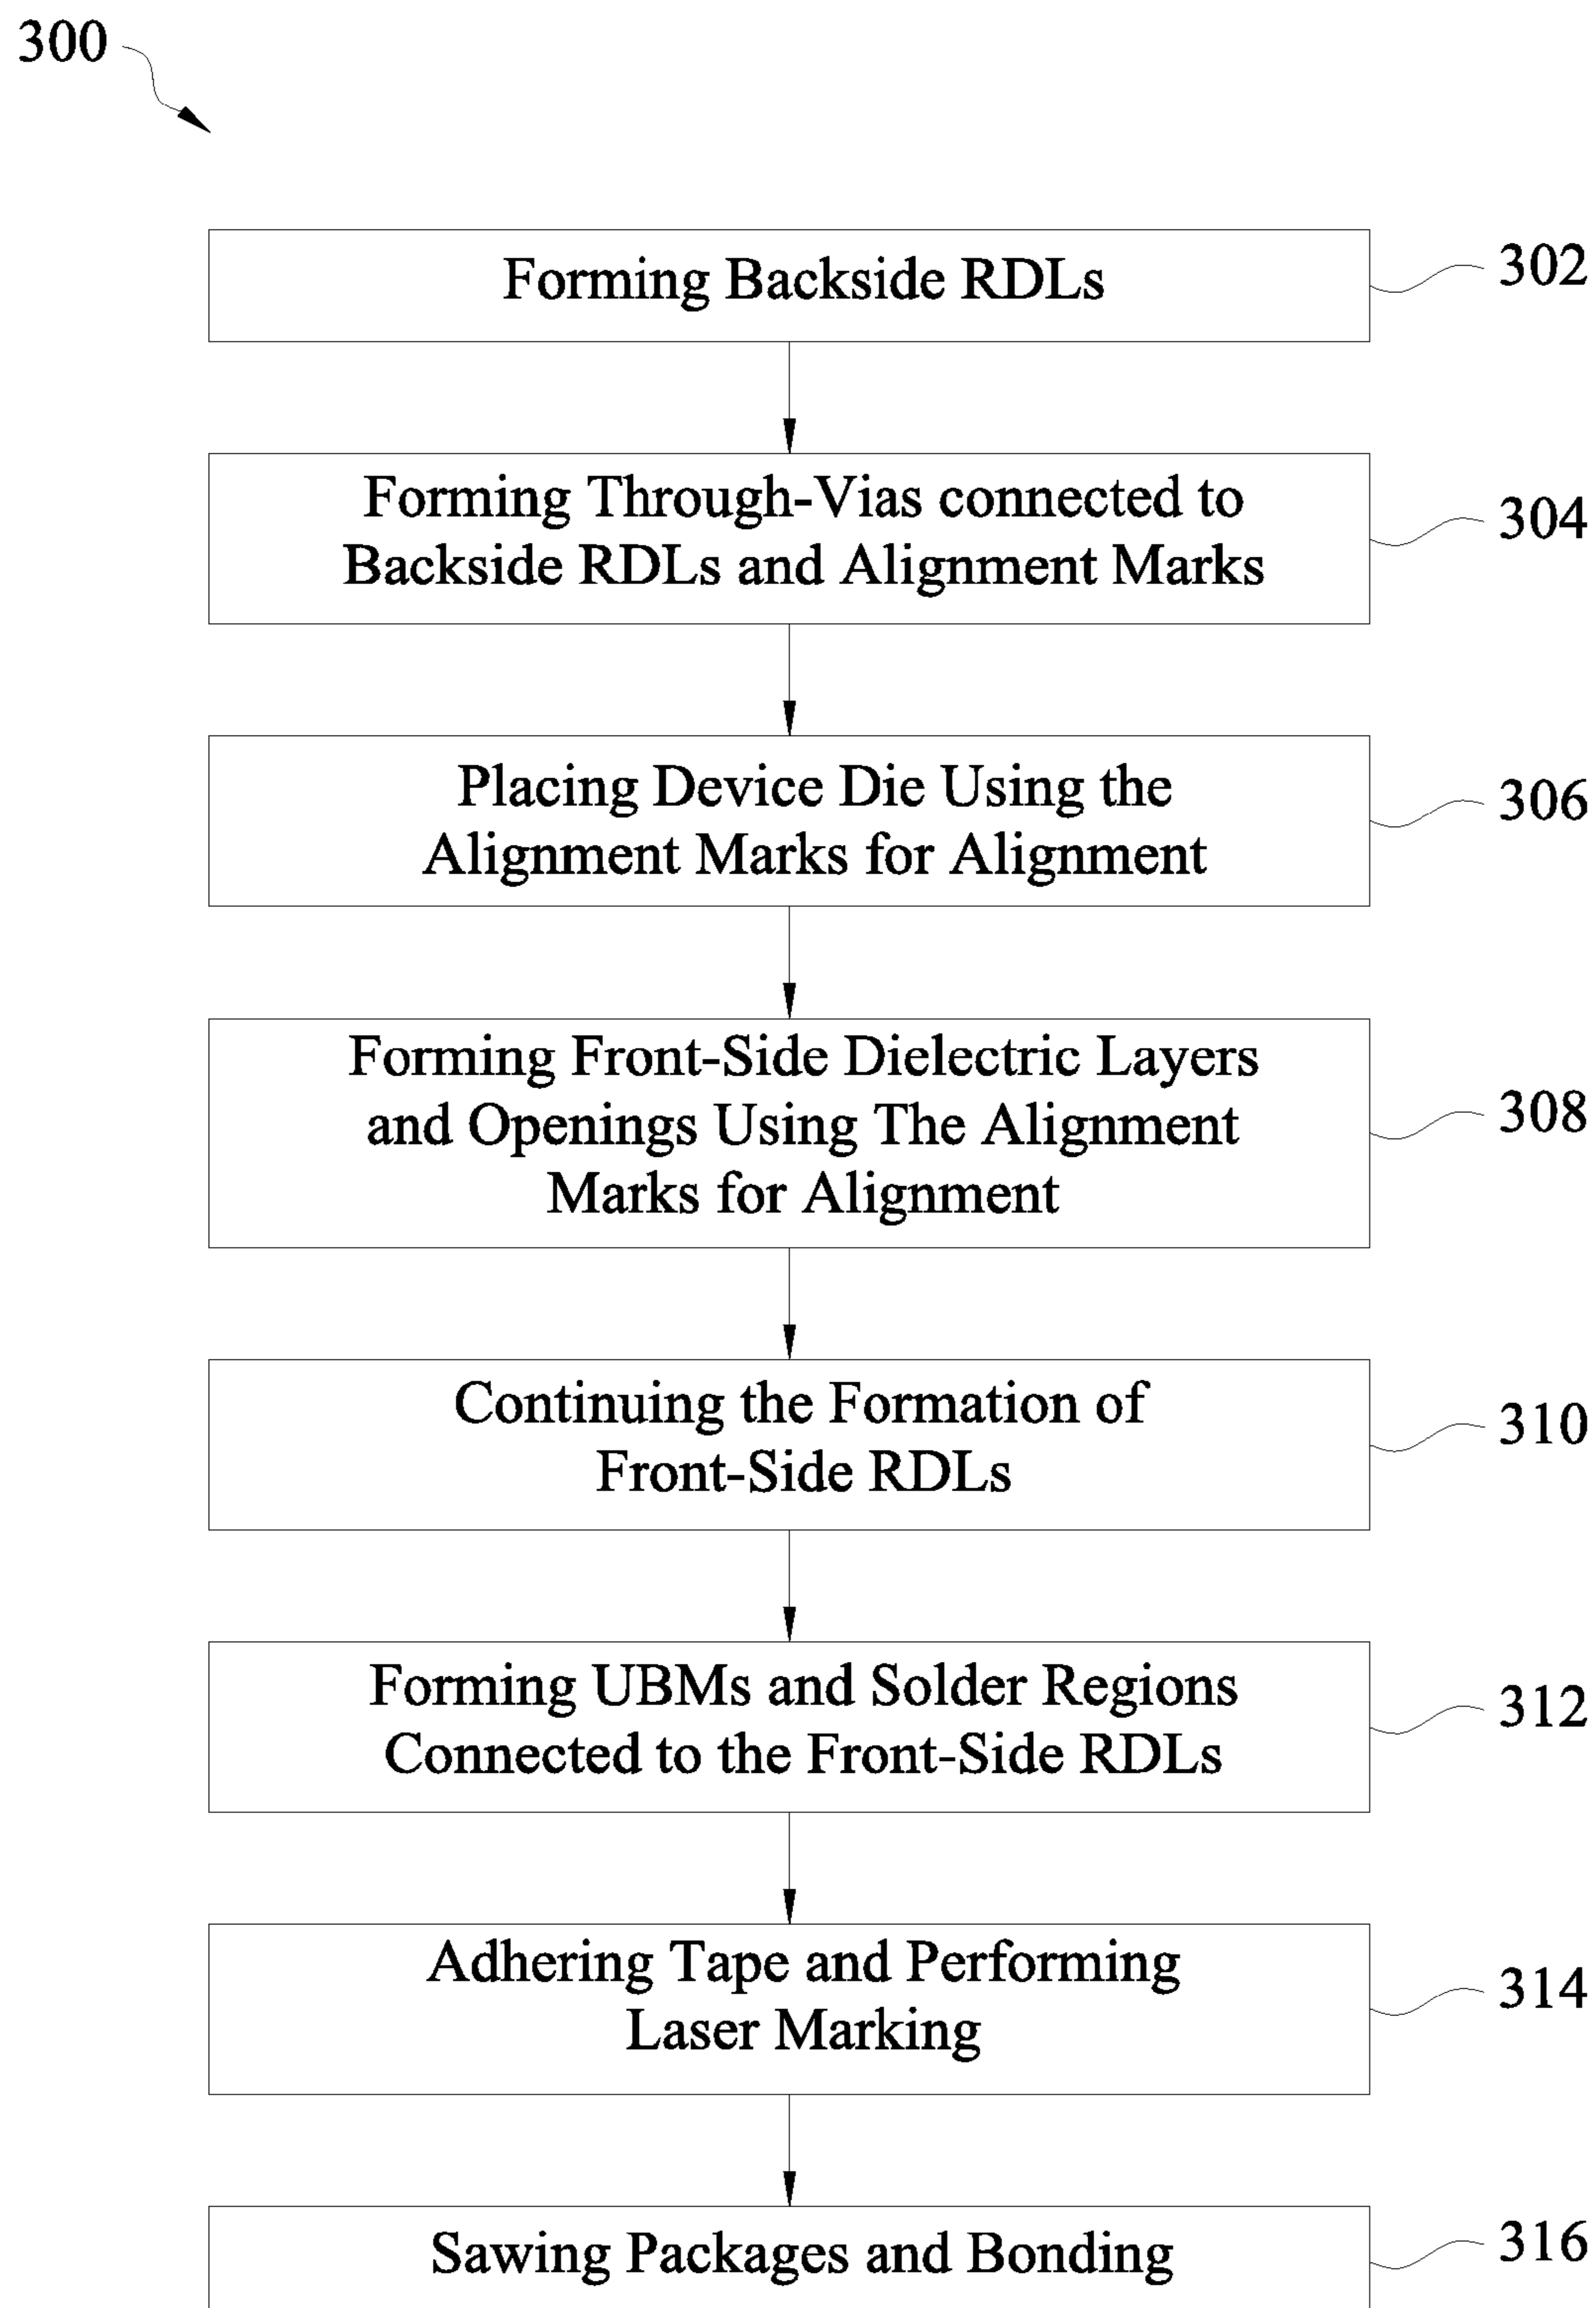 300
Forming Backside RDLs
302
Forming Through-Vias connected to
Backside RDLs and Alignment Marks
304
Placing Device Die Using the
Alignment Marks for Alignment
306
Forming Front-Side Dielectric Layers
and Openings Using The Alignment
Marks for Alignment
308
Continuing the Formation of
Front-Side RDLs
310
Forming UBMs and Solder Regions
Connected to the Front-Side RDLs
312
Adhering Tape and Performing
Laser Marking
314
Sawing Packages and Bonding
316